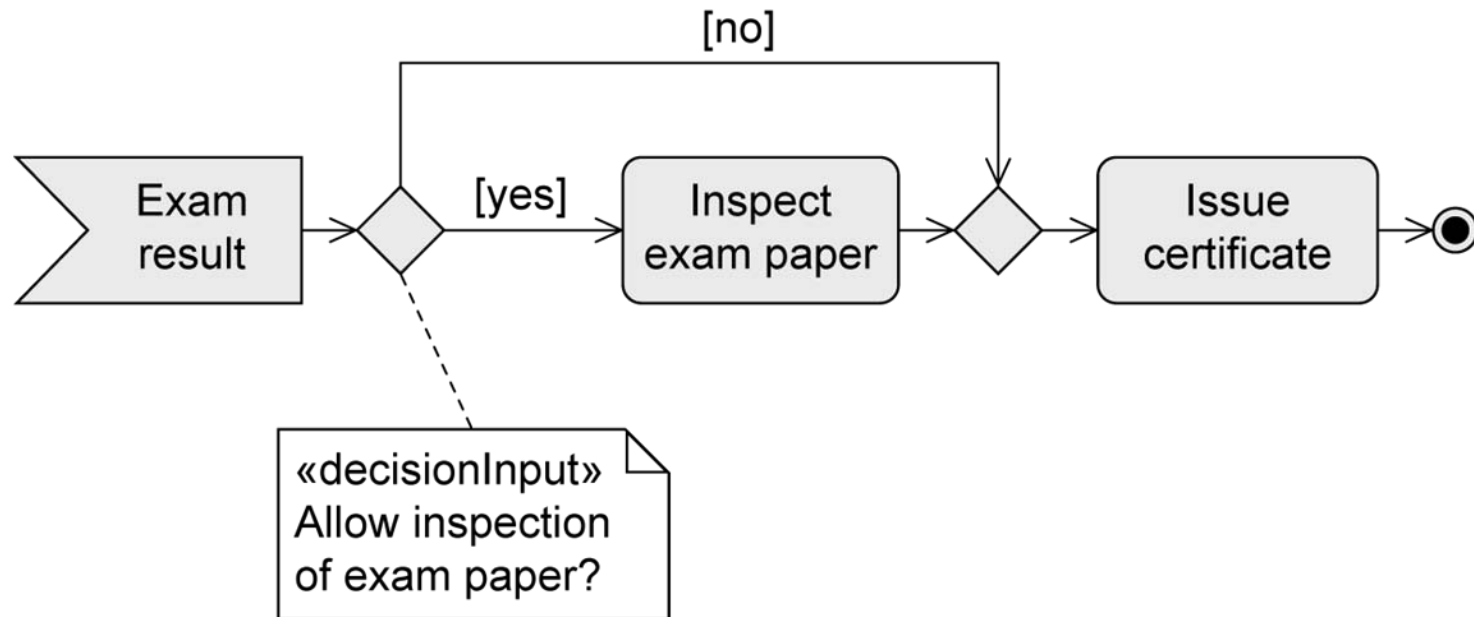 [no]
Exam
result
[yes]
Inspect
exam paper
Issue
certificate
«decisionInput»
Allow inspection
of exam paper?